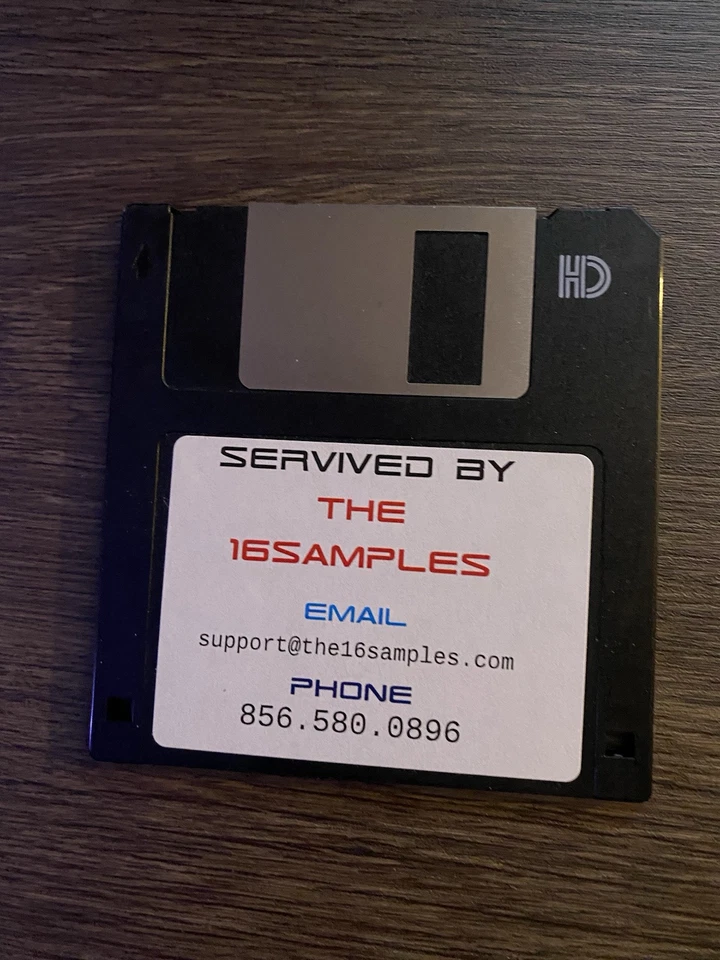 HD
SERVIVED BY
THE
16SAMPLES
EMAIL
support@the16samples.com
PHONE
856.580.0896